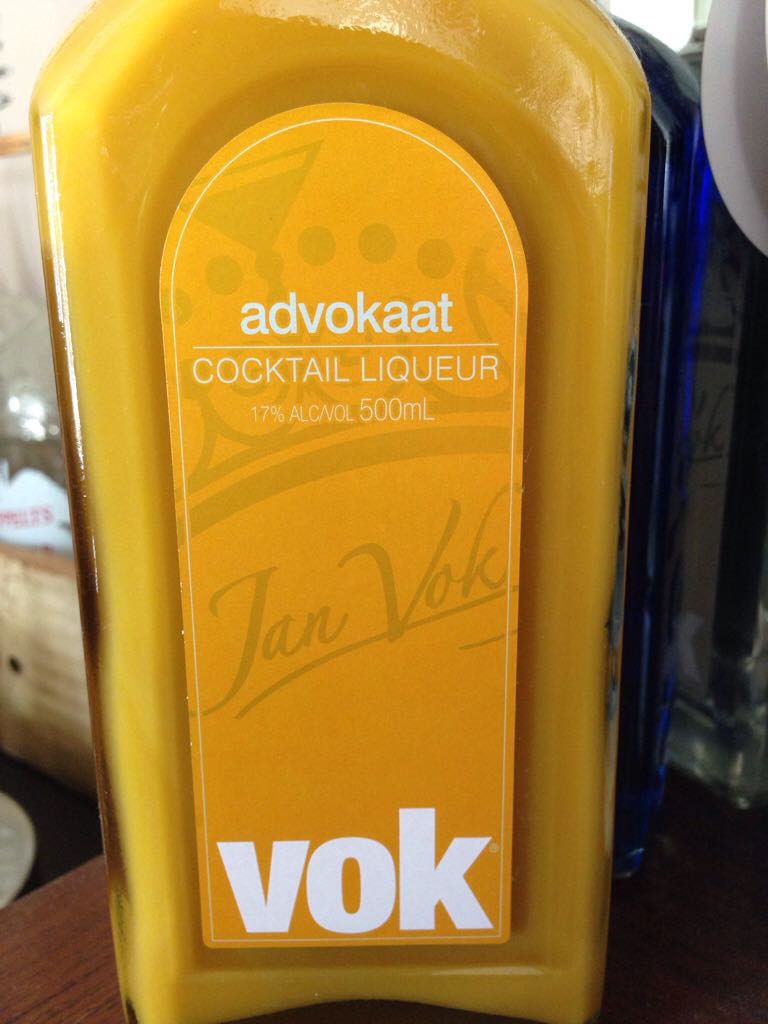 advokaat
COCKTAIL LIQUEUR
17% ALC/VOL 500mL
Jan Vok
vok®